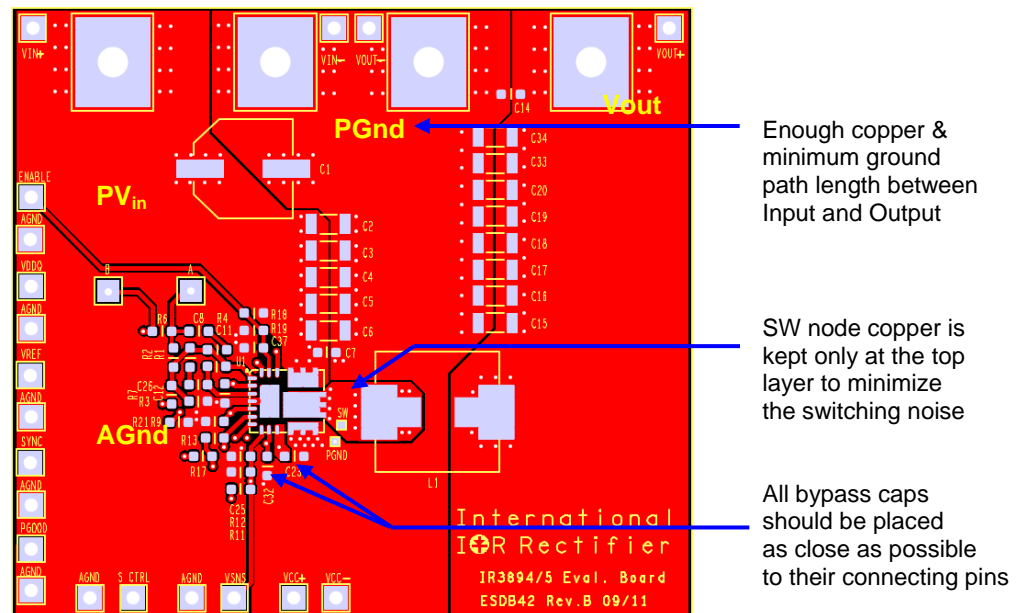 VIN+
VIN-
VOUT-
VOUT+
C14
Vout
PGnd
Enough copper &
minimum ground
path length between
Input and Output
C34
C33
C20
C19
C18
C17
C16
C15
C1
PVin
ENABLE
AGND
VDDQ
AGND
VREF
AGND
SYNC
AGND
PGOOD
AGND
B
A
C2
C3
C4
C5
C6
C7
R18
R19
C37
R6
C8
R4
C11
R2
R1
U1
C26
R7
C12
R3
R21
R9
AGnd
R13
R17
SW
PGND
SW node copper is
kept only at the top
layer to minimize
the switching noise
C23
C32
C25
R12
R11
L1
All bypass caps
should be placed
as close as possible
to their connecting pins
International
IOR Rectifier
IR3894/5 Eval. Board
ESDB42 Rev.B 09/11
AGND
S CTRL
AGND
VSNS
VCC+
VCC-